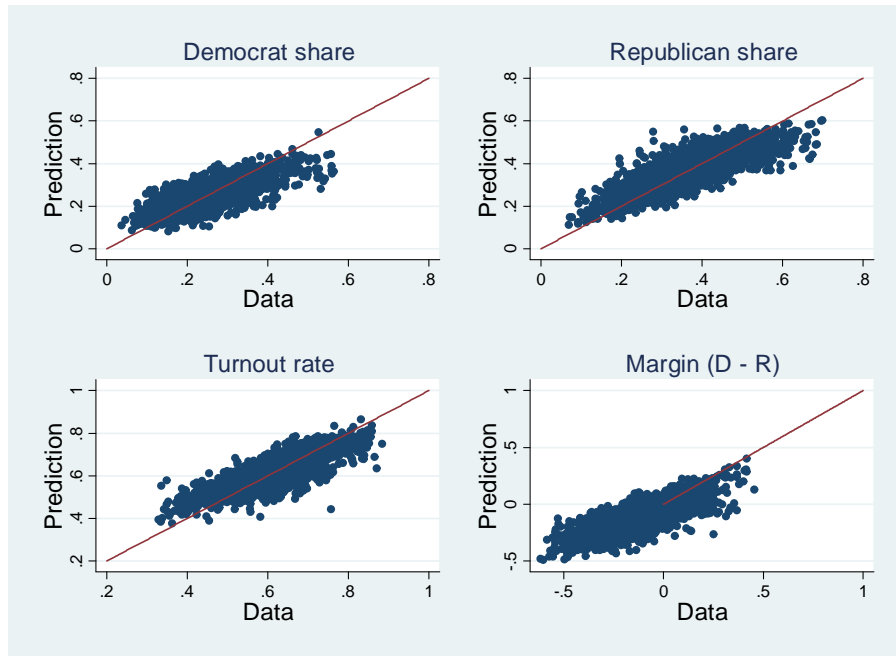 Democrat share
Prediction
0 .2 .4 .6 .8
0 .2 .4 .6 .8
Data
Republican share
Prediction
0 .2 .4 .6 .8
0 .2 .4 .6 .8
Data
Turnout rate
Prediction
.2 .4 .6 .8 1
.2 .4 .6 .8 1
Data
Margin (D - R)
Prediction
-.5 0 .5 1
-.5 0 .5 1
Data